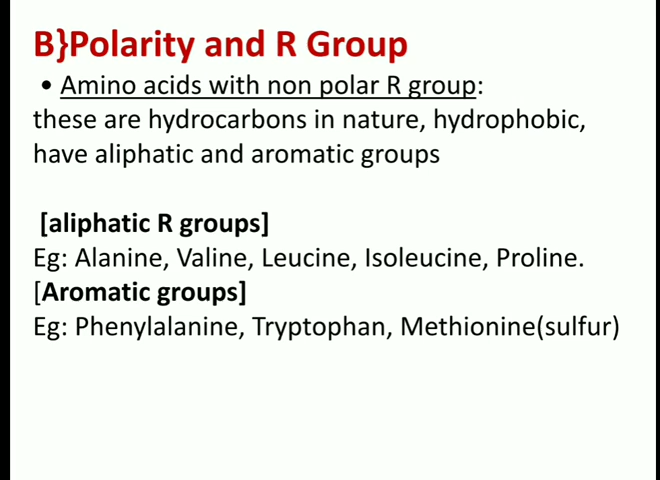 B}Polarity and R Group
• Amino acids with non polar R group:
these are hydrocarbons in nature, hydrophobic,
have aliphatic and aromatic groups
[aliphatic R groups]
Eg: Alanine, Valine, Leucine, Isoleucine, Proline.
[Aromatic groups]
Eg: Phenylalanine, Tryptophan, Methionine(sulfur)